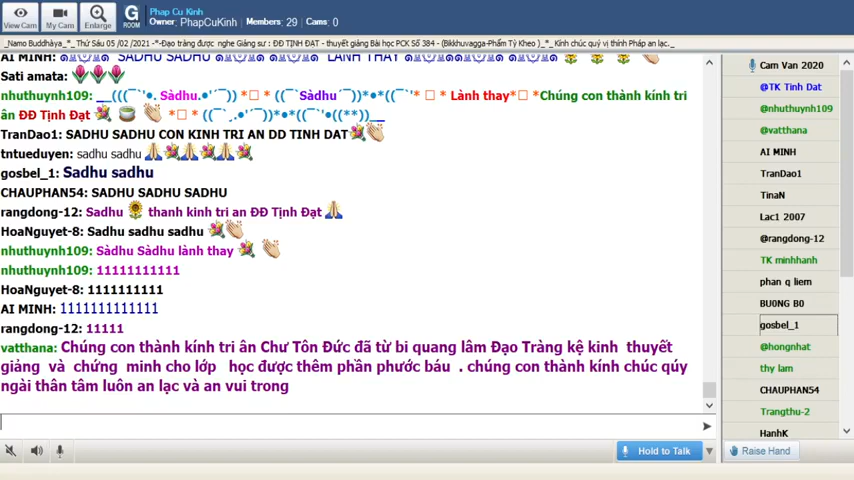 View Cam
My Cam
Enlarge
G
ROOM
Phap Cu Kinh
Owner: PhapCuKinh | Members: 29 | Cams: 0
_Namo Buddhàya_*_ Thứ Sáu 05 /02 /2021 -*-Đạo tràng được nghe Giảng sư : ĐĐ TỊNH ĐẠT - thuyết giảng Bài học PCK Số 384 - (Bikkhuvagga-Phẩm Tỳ Kheo )_*_ Kính chúc quý vị thính Pháp an lạc._
AI MINH: SADHU SADHU LANH THAY
Sati amata:
nhuthuynh109: Sàdhu. Sàdhu Lành thay Chúng con thành kính tri
ân ĐĐ Tịnh Đạt
TranDao1: SADHU SADHU CON KINH TRI AN DD TINH DAT
tntueduyen: sadhu sadhu
gosbel_1: Sadhu sadhu
CHAUPHAN54: SADHU SADHU SADHU
rangdong-12: Sadhu thanh kinh tri an ĐĐ Tịnh Đạt
HoaNguyet-8: Sadhu sadhu sadhu
nhuthuynh109: Sàdhu Sàdhu lành thay
nhuthuynh109: 11111111111
HoaNguyet-8: 1111111111
AI MINH: 1111111111111
rangdong-12: 11111
vatthana: Chúng con thành kính tri ân Chư Tôn Đức đã từ bi quang lâm Đạo Tràng kệ kinh thuyết
giảng và chứng minh cho lớp học được thêm phần phước báu . chúng con thành kính chúc qúy
ngài thân tâm luôn an lạc và an vui trong
Hold to Talk
Cam Van 2020
@TK Tinh Dat
@nhuthuynh109
@vatthana
AI MINH
TranDao1
TinaN
Lac1 2007
@rangdong-12
TK minhhanh
phan q liem
BU0NG B0
gosbel_1
@hongnhat
thy lam
CHAUPHAN54
Trangthu-2
HanhK
Raise Hand